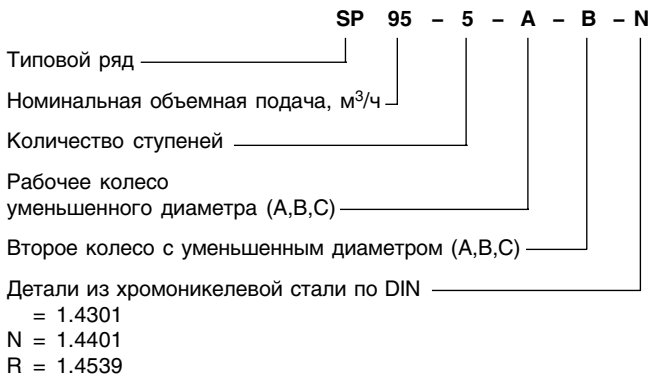 SP 95 – 5 – A – B – N
Типовой ряд
Номинальная объемная подача, м³/ч
Количество ступеней
Рабочее колесо
уменьшенного диаметра (A,B,C)
Второе колесо с уменьшенным диаметром (A,B,C)
Детали из хромоникелевой стали по DIN
= 1.4301
N = 1.4401
R = 1.4539